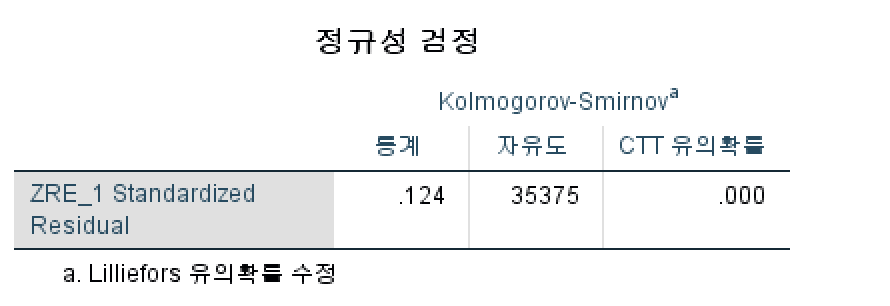 정규성 검정
Kolmogorov-Smirnovᵃ
통계 자유도 CTT 유의확률
ZRE_1 Standardized .124 35375 .000
Residual
a. Lilliefors 유의확률 수정